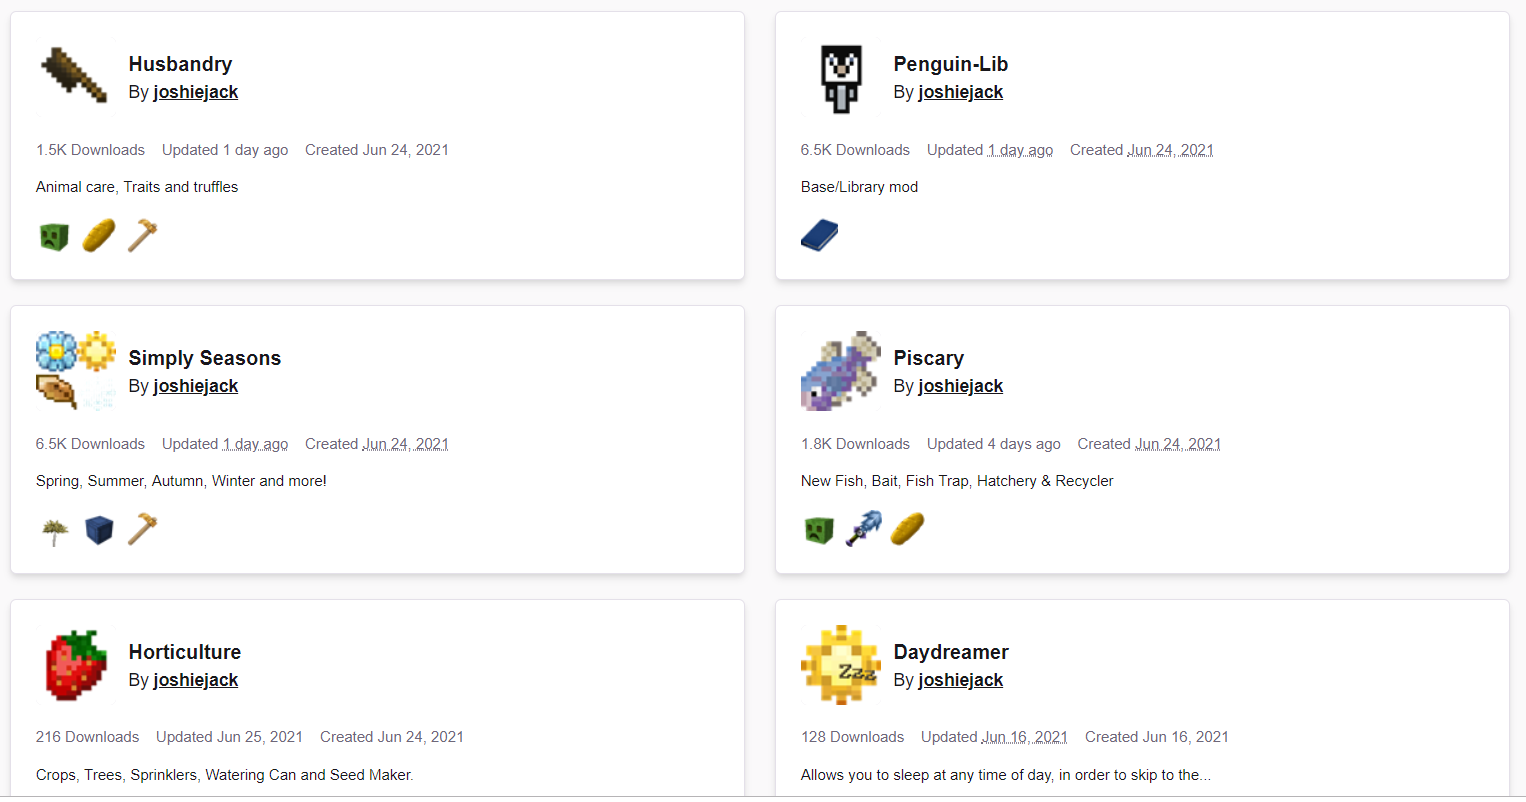 Husbandry
By joshiejack
1.5K Downloads Updated 1 day ago Created Jun 24, 2021
Animal care, Traits and truffles
Penguin-Lib
By joshiejack
6.5K Downloads Updated 1 day ago Created Jun 24, 2021
Base/Library mod
Simply Seasons
By joshiejack
6.5K Downloads Updated 1 day ago Created Jun 24, 2021
Spring, Summer, Autumn, Winter and more!
Piscary
By joshiejack
1.8K Downloads Updated 4 days ago Created Jun 24, 2021
New Fish, Bait, Fish Trap, Hatchery & Recycler
Horticulture
By joshiejack
216 Downloads Updated Jun 25, 2021 Created Jun 24, 2021
Crops, Trees, Sprinklers, Watering Can and Seed Maker.
Zzz
Daydreamer
By joshiejack
128 Downloads Updated Jun 16, 2021 Created Jun 16, 2021
Allows you to sleep at any time of day, in order to skip to the...